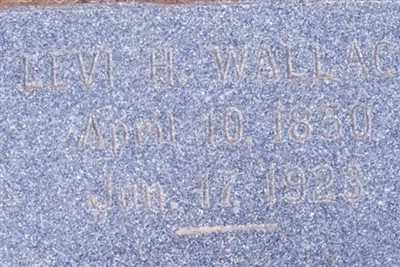 LEVI H. WALLAC
April 10, 1850
Jan. 17, 1923